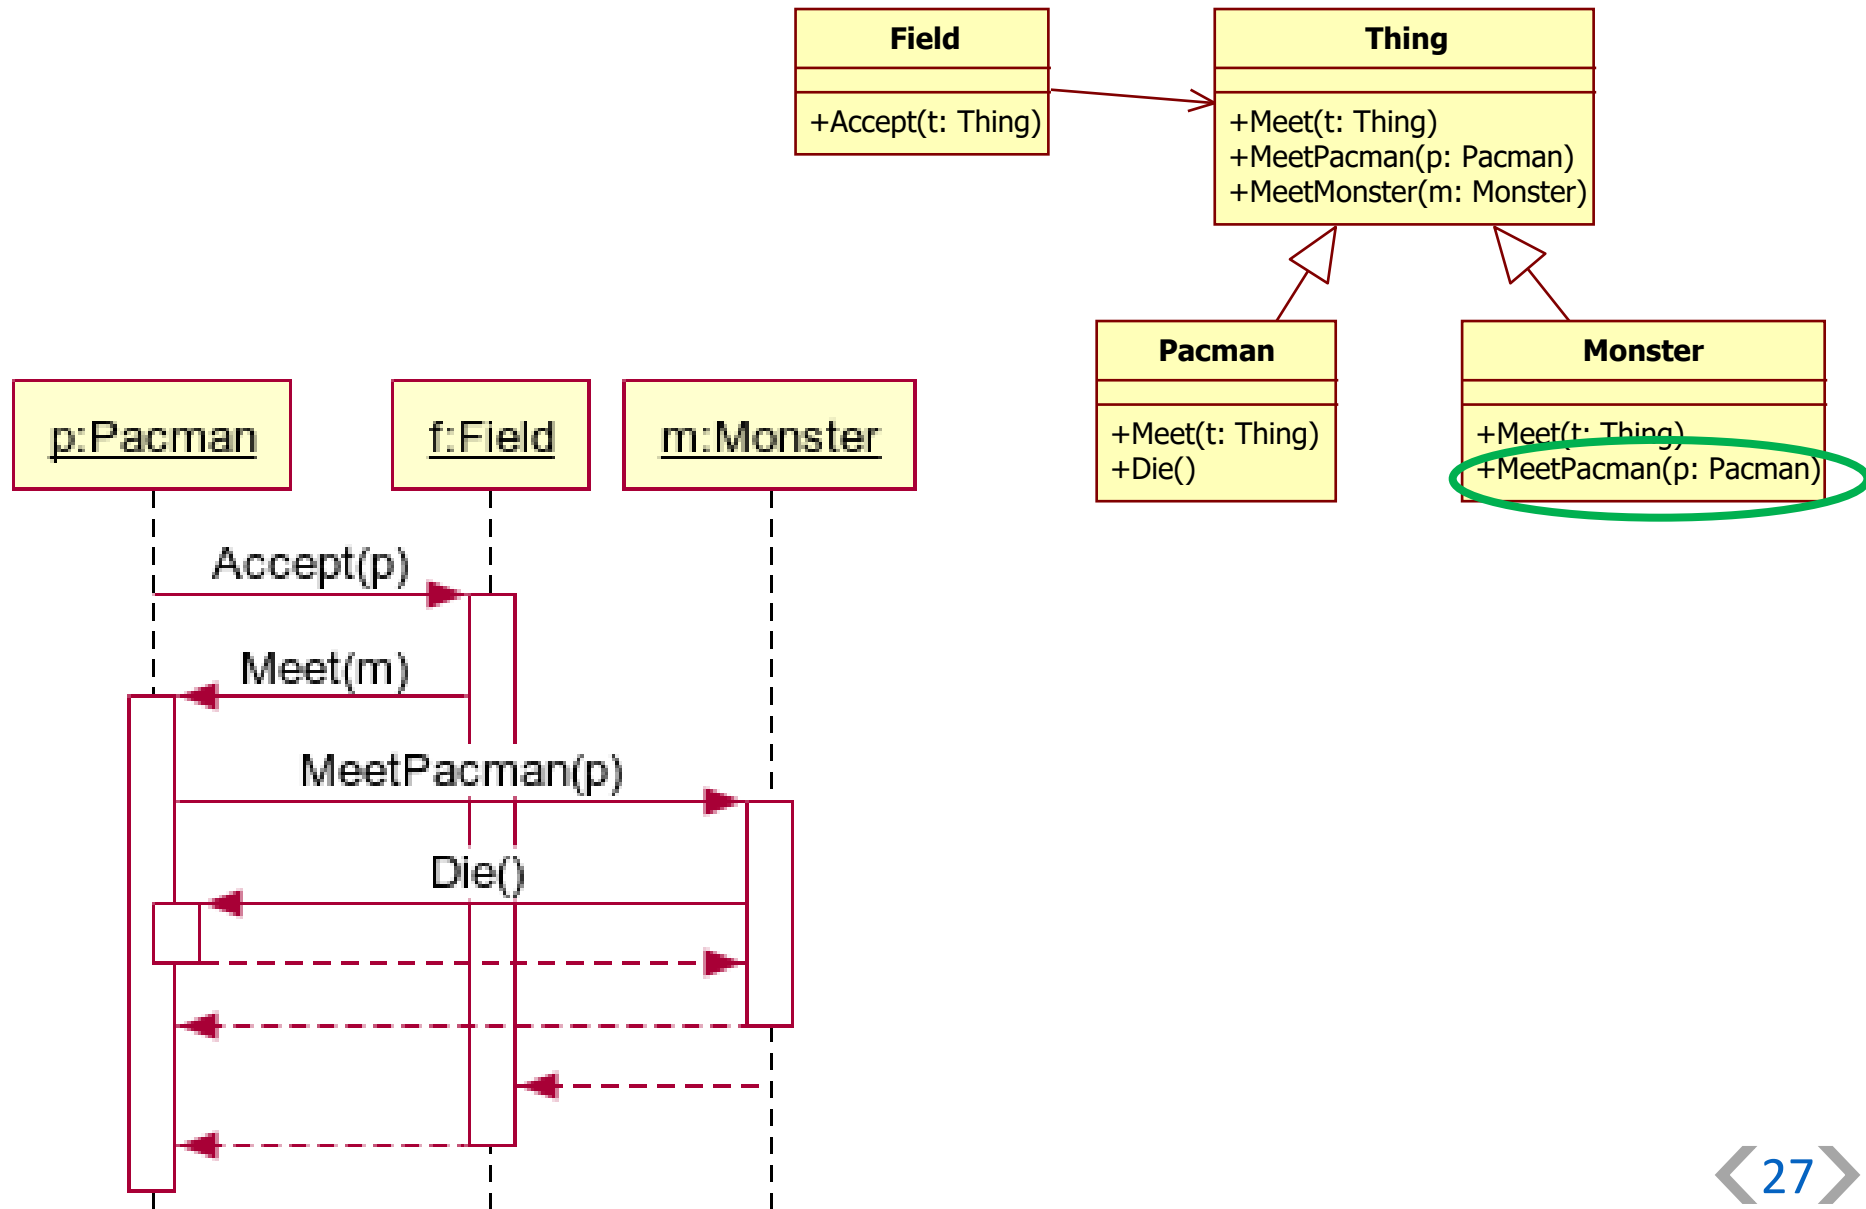 Field
+Accept(t: Thing)
Thing
+Meet(t: Thing)
+MeetPacman(p: Pacman)
+MeetMonster(m: Monster)
Pacman
+Meet(t: Thing)
+Die()
Monster
+Meet(t: Thing)
+MeetPacman(p: Pacman)
p:Pacman
f:Field
m:Monster
Accept(p)
Meet(m)
MeetPacman(p)
Die()
27